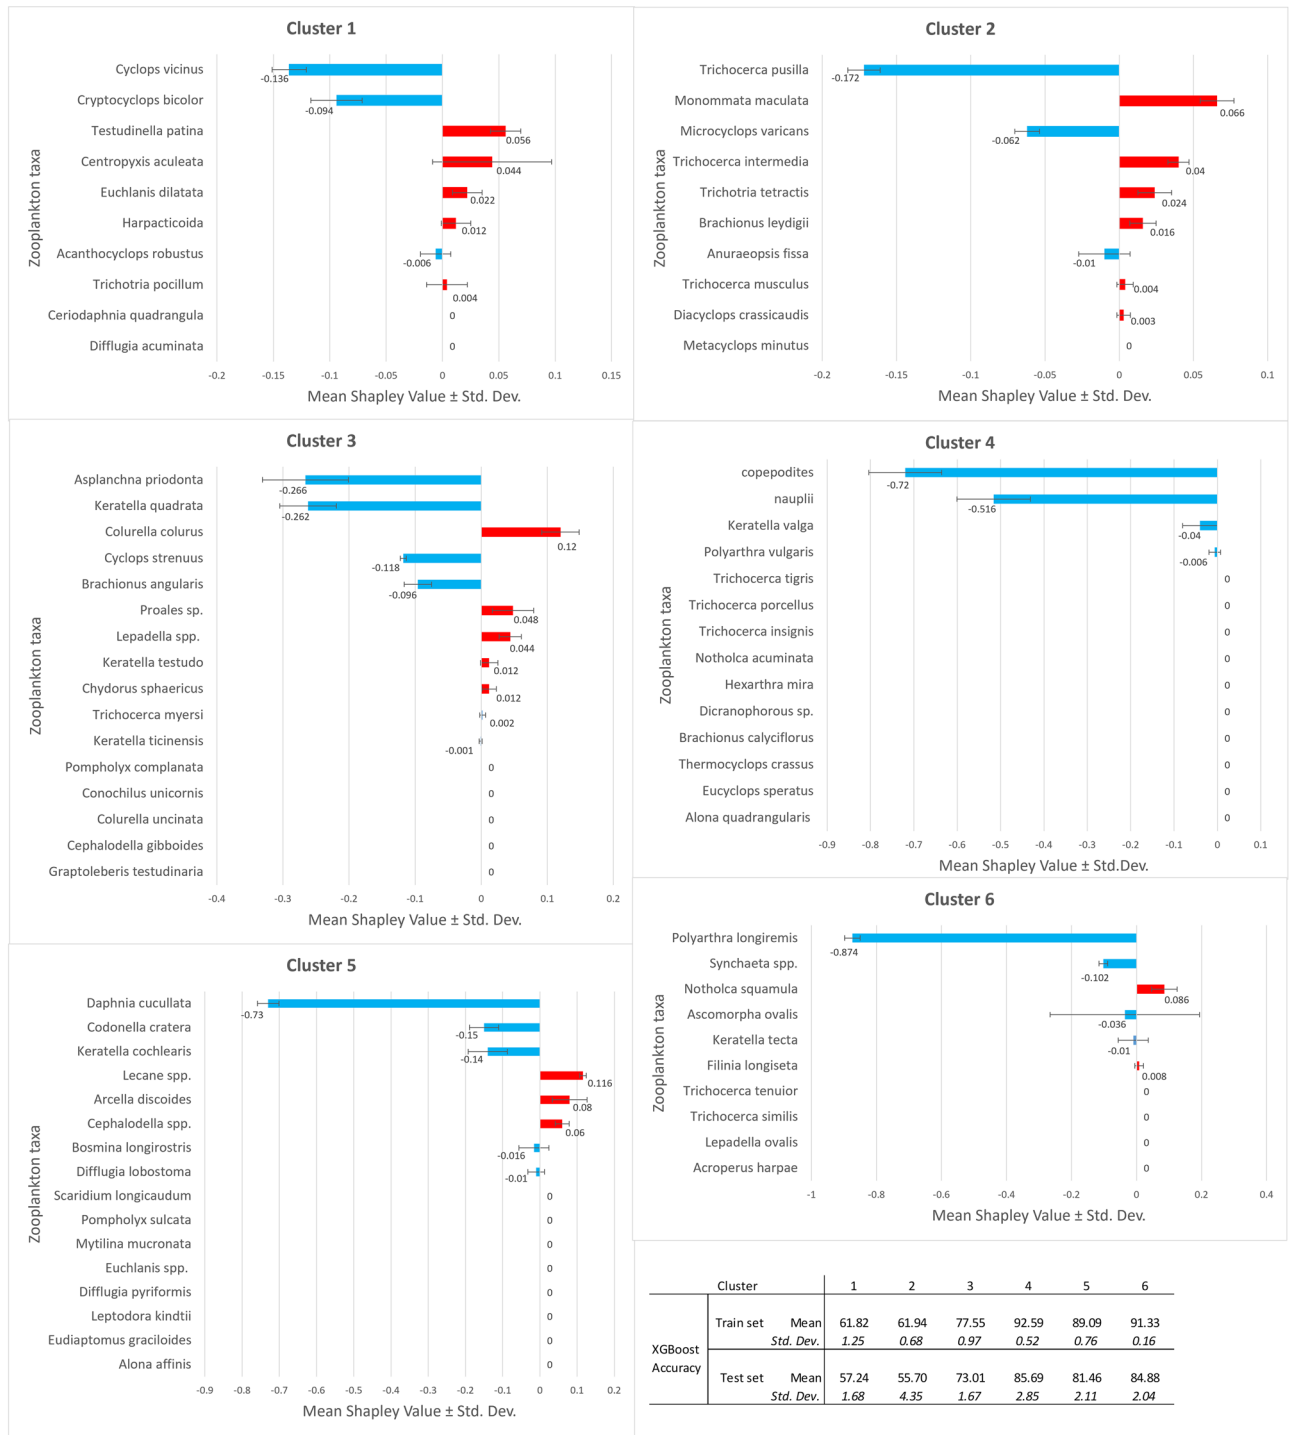 Cluster 1
Zooplankton taxa
Cyclops vicinus -0.136
Cryptocyclops bicolor -0.094
Testudinella patina 0.056
Centropyxis aculeata 0.044
Euchlanis dilatata 0.022
Harpacticoida 0.012
Acanthocyclops robustus -0.006
Trichotria pocillum 0.004
Ceriodaphnia quadrangula 0
Difflugia acuminata 0
-0.2 -0.15 -0.1 -0.05 0 0.05 0.1 0.15
Mean Shapley Value ± Std. Dev.
Cluster 2
Zooplankton taxa
Trichocerca pusilla -0.172
Monommata maculata 0.066
Microcyclops varicans -0.062
Trichocerca intermedia 0.04
Trichotria tetractis 0.024
Brachionus leydigii 0.016
Anuraeopsis fissa -0.01
Trichocerca musculus 0.004
Diacyclops crassicaudis 0.003
Metacyclops minutus 0
-0.2 -0.15 -0.1 -0.05 0 0.05 0.1
Mean Shapley Value ± Std. Dev.
Cluster 3
Zooplankton taxa
Asplanchna priodonta -0.266
Keratella quadrata -0.262
Colurella colurus 0.12
Cyclops strenuus -0.118
Brachionus angularis -0.096
Proales sp. 0.048
Lepadella spp. 0.044
Keratella testudo 0.012
Chydorus sphaericus 0.012
Trichocerca myersi 0.002
Keratella ticinensis -0.001
Pompholyx complanata 0
Conochilus unicornis 0
Colurella uncinata 0
Cephalodella gibboides 0
Graptoleberis testudinaria 0
-0.4 -0.3 -0.2 -0.1 0 0.1 0.2
Mean Shapley Value ± Std. Dev.
Cluster 4
Zooplankton taxa
copepodites -0.72
nauplii -0.516
Keratella valga -0.04
Polyarthra vulgaris -0.006
Trichocerca tigris 0
Trichocerca porcellus 0
Trichocerca insignis 0
Notholca acuminata 0
Hexarthra mira 0
Dicranophorous sp. 0
Brachionus calyciflorus 0
Thermocyclops crassus 0
Eucyclops speratus 0
Alona quadrangularis 0
-0.9 -0.8 -0.7 -0.6 -0.5 -0.4 -0.3 -0.2 -0.1 0 0.1
Mean Shapley Value ± Std.Dev.
Cluster 5
Zooplankton taxa
Daphnia cucullata -0.73
Codonella cratera -0.15
Keratella cochlearis -0.14
Lecane spp. 0.116
Arcella discoides 0.08
Cephalodella spp. 0.06
Bosmina longirostris -0.016
Difflugia lobostoma -0.01
Scaridium longicaudum 0
Pompholyx sulcata 0
Mytilina mucronata 0
Euchlanis spp. 0
Difflugia pyriformis 0
Leptodora kindtii 0
Eudiaptomus graciloides 0
Alona affinis 0
-0.9 -0.8 -0.7 -0.6 -0.5 -0.4 -0.3 -0.2 -0.1 0 0.1 0.2
Mean Shapley Value ± Std. Dev.
Cluster 6
Zooplankton taxa
Polyarthra longiremis -0.874
Synchaeta spp. -0.102
Notholca squamula 0.086
Ascomorpha ovalis -0.036
Keratella tecta -0.01
Filinia longiseta 0.008
Trichocerca tenuior 0
Trichocerca similis 0
Lepadella ovalis 0
Acroperus harpae 0
-1 -0.8 -0.6 -0.4 -0.2 0 0.2 0.4
Mean Shapley Value ± Std. Dev.
Cluster 1 2 3 4 5 6
XGBoost Accuracy
Train set Mean 61.82 61.94 77.55 92.59 89.09 91.33
Std. Dev. 1.25 0.68 0.97 0.52 0.76 0.16
Test set Mean 57.24 55.70 73.01 85.69 81.46 84.88
Std. Dev. 1.68 4.35 1.67 2.85 2.11 2.04